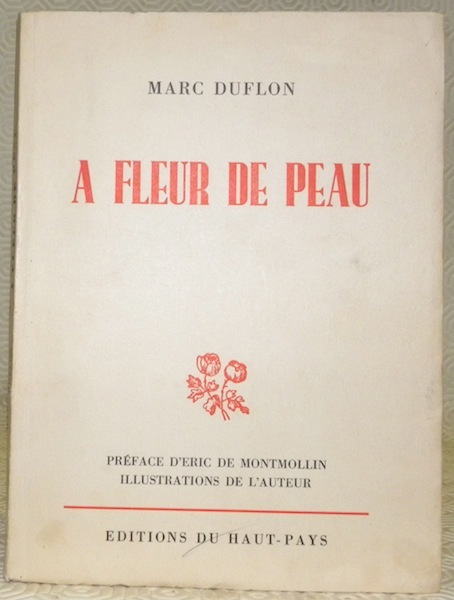 MARC DUFLON
A FLEUR DE PEAU
PRÉFACE D'ERIC DE MONTMOLLIN
ILLUSTRATIONS DE L'AUTEUR
EDITIONS DU HAUT-PAYS